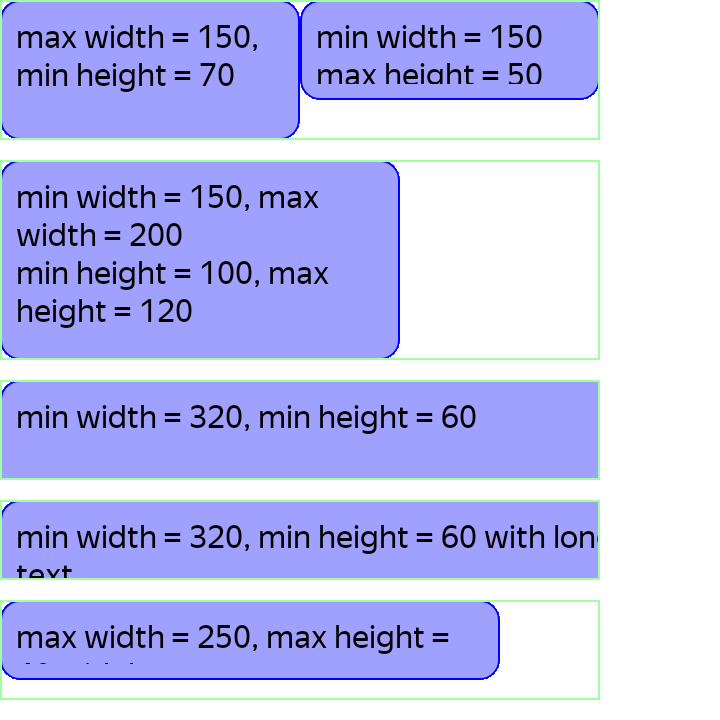 max width = 150,
min height = 70
min width = 150
max height = 50
min width = 150, max
width = 200
min height = 100, max
height = 120
min width = 320, min height = 60
min width = 320, min height = 60 with lon
text
max width = 250, max height =